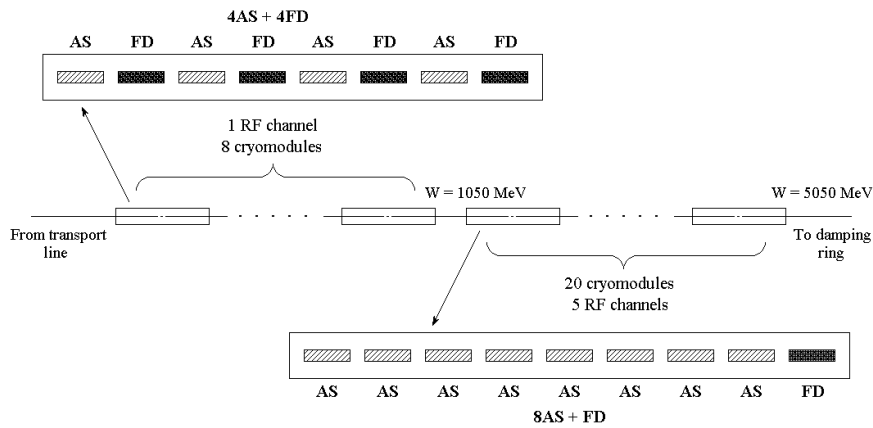 4AS + 4FD
AS FD AS FD AS FD AS FD
1 RF channel
8 cryomodules
W = 1050 MeV
W = 5050 MeV
From transport
line
To damping
ring
20 cryomodules
5 RF channels
AS AS AS AS AS AS AS AS FD
8AS + FD